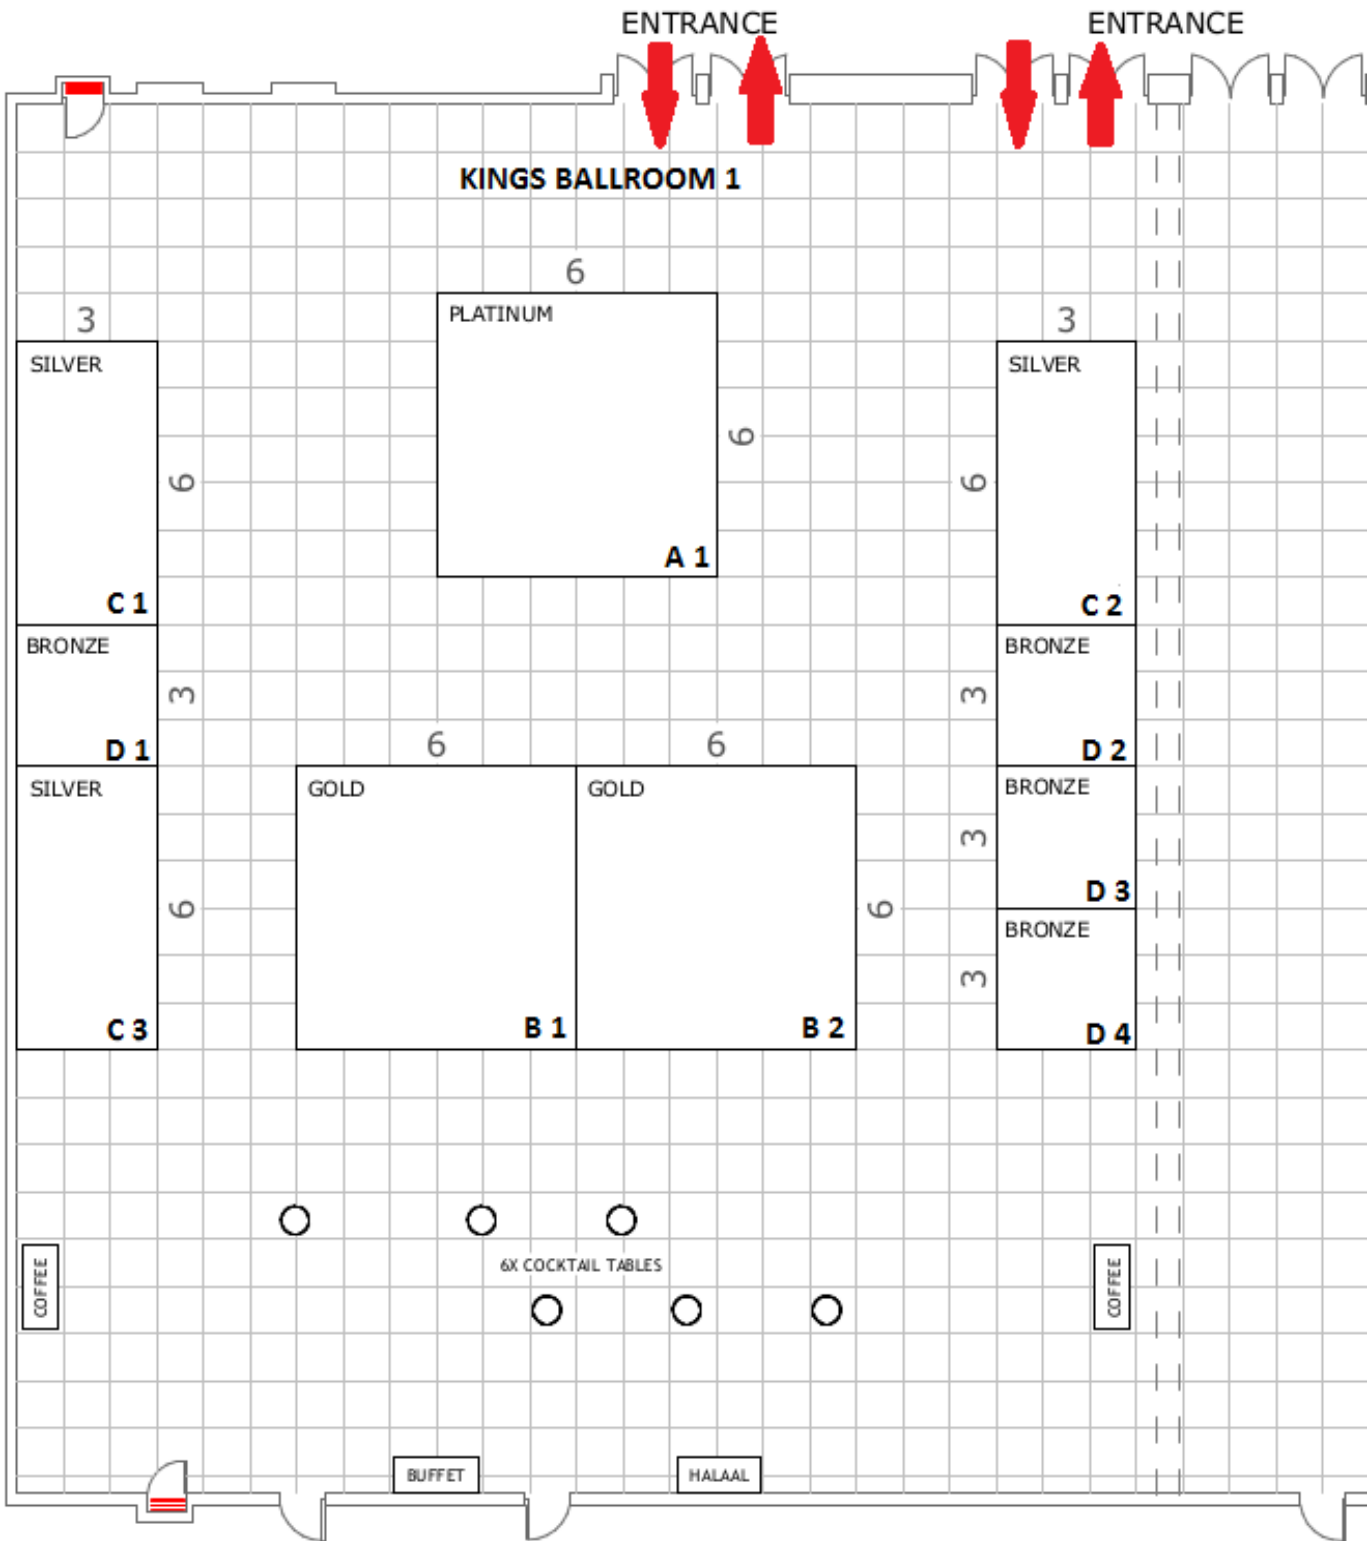 ENTRANCE
ENTRANCE
KINGS BALLROOM 1
6
PLATINUM
6
A 1
3
SILVER
6
C 1
3
SILVER
6
C 2
BRONZE
3
D 1
BRONZE
3
D 2
6
6
SILVER
6
C 3
GOLD
B 1
GOLD
6
B 2
BRONZE
3
D 3
BRONZE
3
D 4
6X COCKTAIL TABLES
COFFEE
COFFEE
BUFFET
HALAAL